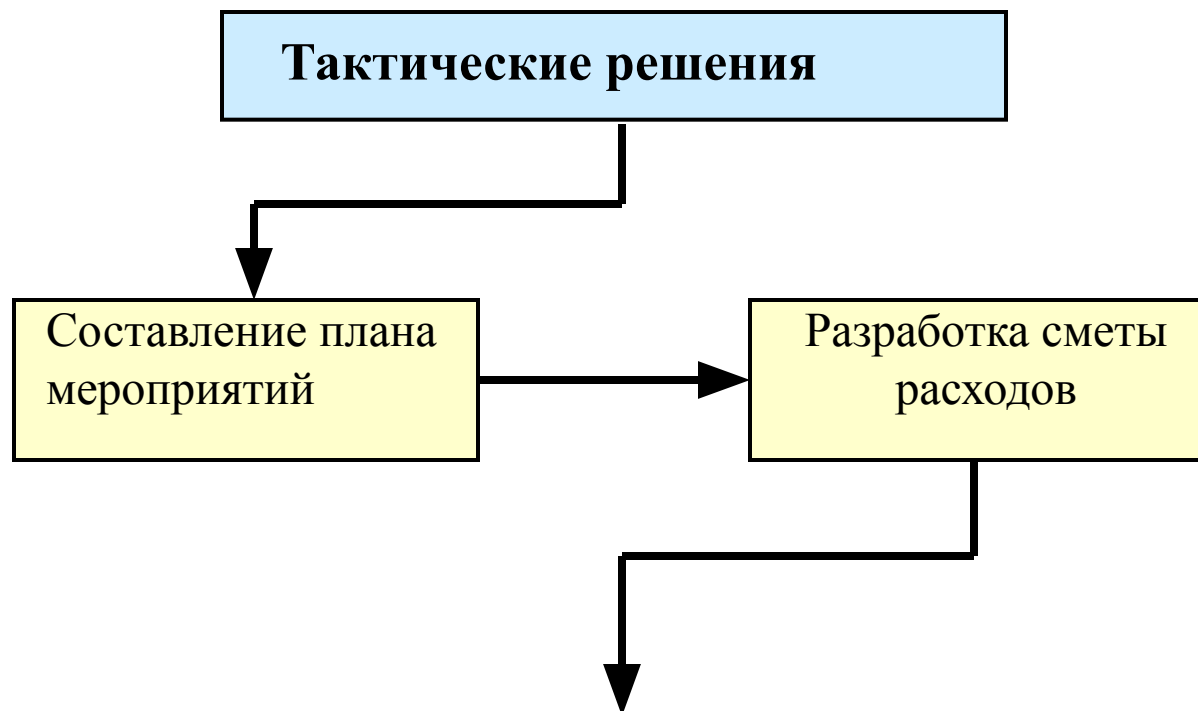 Тактические решения
Составление плана
мероприятий
Разработка сметы
расходов